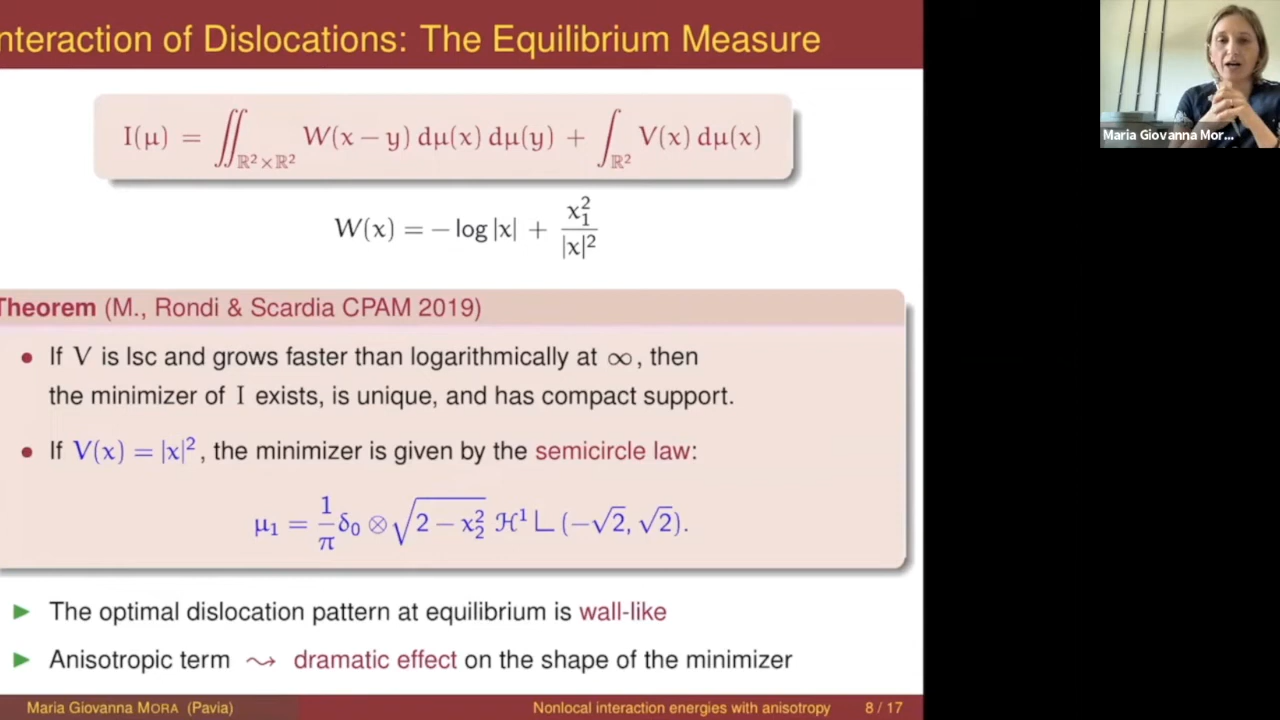 nteraction of Dislocations: The Equilibrium Measure
I(μ) = ∬_{ℝ²×ℝ²} W(x − y) dμ(x) dμ(y) + ∫_{ℝ²} V(x) dμ(x)
W(x) = − log |x| + x₁²/|x|²
Theorem (M., Rondi & Scardia CPAM 2019)
• If V is lsc and grows faster than logarithmically at ∞, then
the minimizer of I exists, is unique, and has compact support.
• If V(x) = |x|², the minimizer is given by the semicircle law:
μ₁ = 1/π δ₀ ⊗ √(2 − x₂²) ℋ¹ ⌞ (−√2, √2).
► The optimal dislocation pattern at equilibrium is wall-like
► Anisotropic term ⇝ dramatic effect on the shape of the minimizer
Maria Giovanna MORA (Pavia) Nonlocal interaction energies with anisotropy 8 / 17
Maria Giovanna Mor...